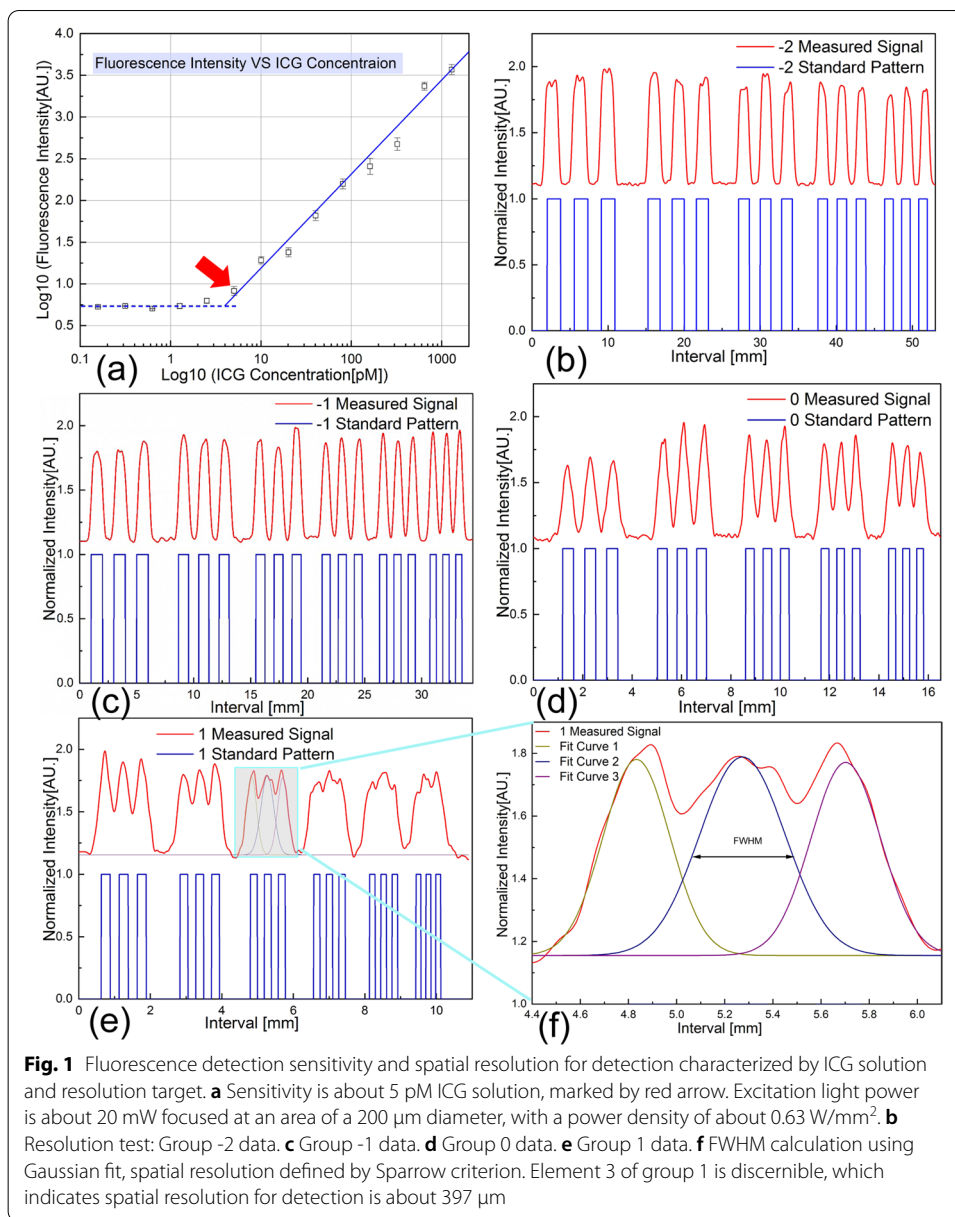 Fluorescence Intensity VS ICG Concentraion
Log10 (Fluorescence Intensity[AU.])
4.0
3.5
3.0
2.5
2.0
1.5
1.0
0.5
0.1
1
10
100
1000
(a)
Log10 (ICG Concentration[pM])
-2 Measured Signal
-2 Standard Pattern
Normalized Intensity[AU.]
2.0
1.5
1.0
0.5
0.0
0
10
20
30
40
50
(b)
Interval [mm]
-1 Measured Signal
-1 Standard Pattern
Normalized Intensity[AU.]
2.0
1.5
1.0
0.5
0.0
0
5
10
15
20
25
30
(c)
Interval [mm]
0 Measured Signal
0 Standard Pattern
Normalized Intensity[AU.]
2.0
1.5
1.0
0.5
0.0
0
2
4
6
8
10
12
14
16
(d)
Interval [mm]
1 Measured Signal
1 Standard Pattern
Normalized Intensity[AU.]
2.0
1.5
1.0
0.5
0.0
0
2
4
6
8
10
(e)
Interval [mm]
1 Measured Signal
Fit Curve 1
Fit Curve 2
Fit Curve 3
FWHM
Normalized Intensity[AU.]
1.8
1.6
1.4
1.2
1.0
4.4
4.6
4.8
5.0
5.2
5.4
5.6
5.8
6.0
(f)
Interval [mm]
Fig. 1 Fluorescence detection sensitivity and spatial resolution for detection characterized by ICG solution
and resolution target. a Sensitivity is about 5 pM ICG solution, marked by red arrow. Excitation light power
is about 20 mW focused at an area of a 200 μm diameter, with a power density of about 0.63 W/mm². b
Resolution test: Group -2 data. c Group -1 data. d Group 0 data. e Group 1 data. f FWHM calculation using
Gaussian fit, spatial resolution defined by Sparrow criterion. Element 3 of group 1 is discernible, which
indicates spatial resolution for detection is about 397 μm